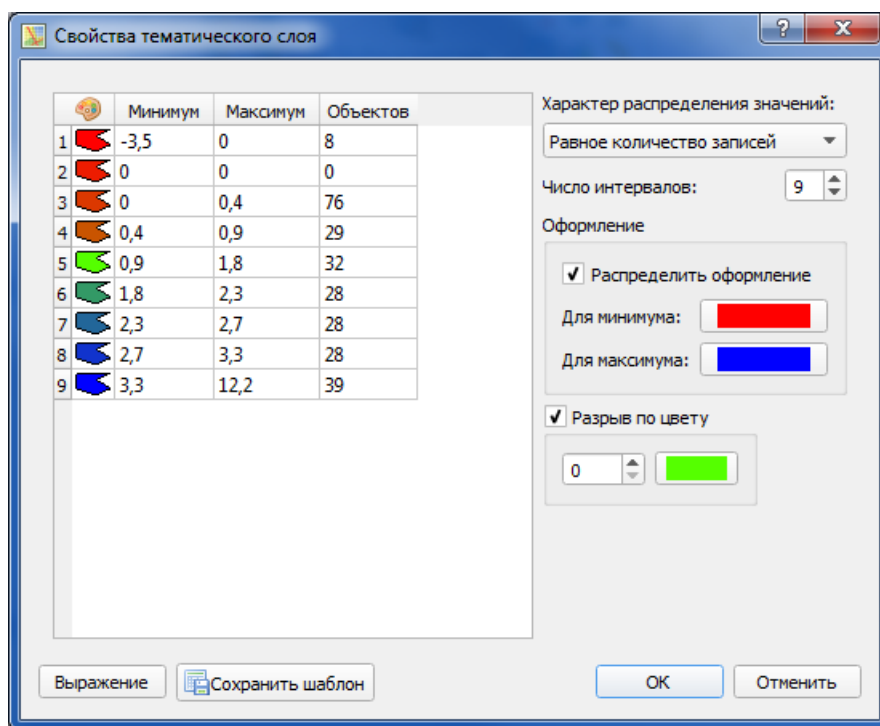 Свойства тематического слоя
Минимум Максимум Объектов
1 -3,5 0 8
2 0 0 0
3 0 0,4 76
4 0,4 0,9 29
5 0,9 1,8 32
6 1,8 2,3 28
7 2,3 2,7 28
8 2,7 3,3 28
9 3,3 12,2 39
Характер распределения значений:
Равное количество записей
Число интервалов: 9
Оформление
Распределить оформление
Для минимума:
Для максимума:
Разрыв по цвету
0
Выражение Сохранить шаблон OK Отменить